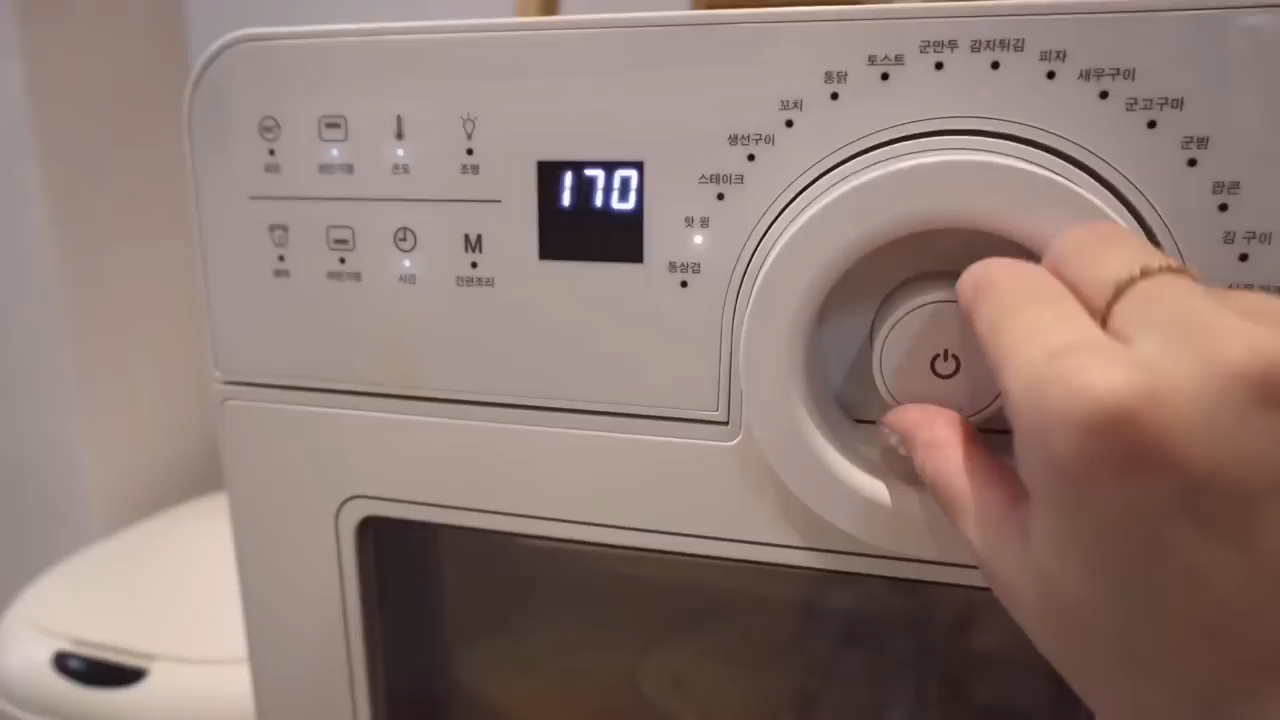 온도
조명
시간
M
간편조리
170
통삼겹
핫 윙
스테이크
생선구이
꼬치
통닭
토스트
군만두
감자튀김
피자
새우구이
군고구마
군밤
팝콘
김 구이